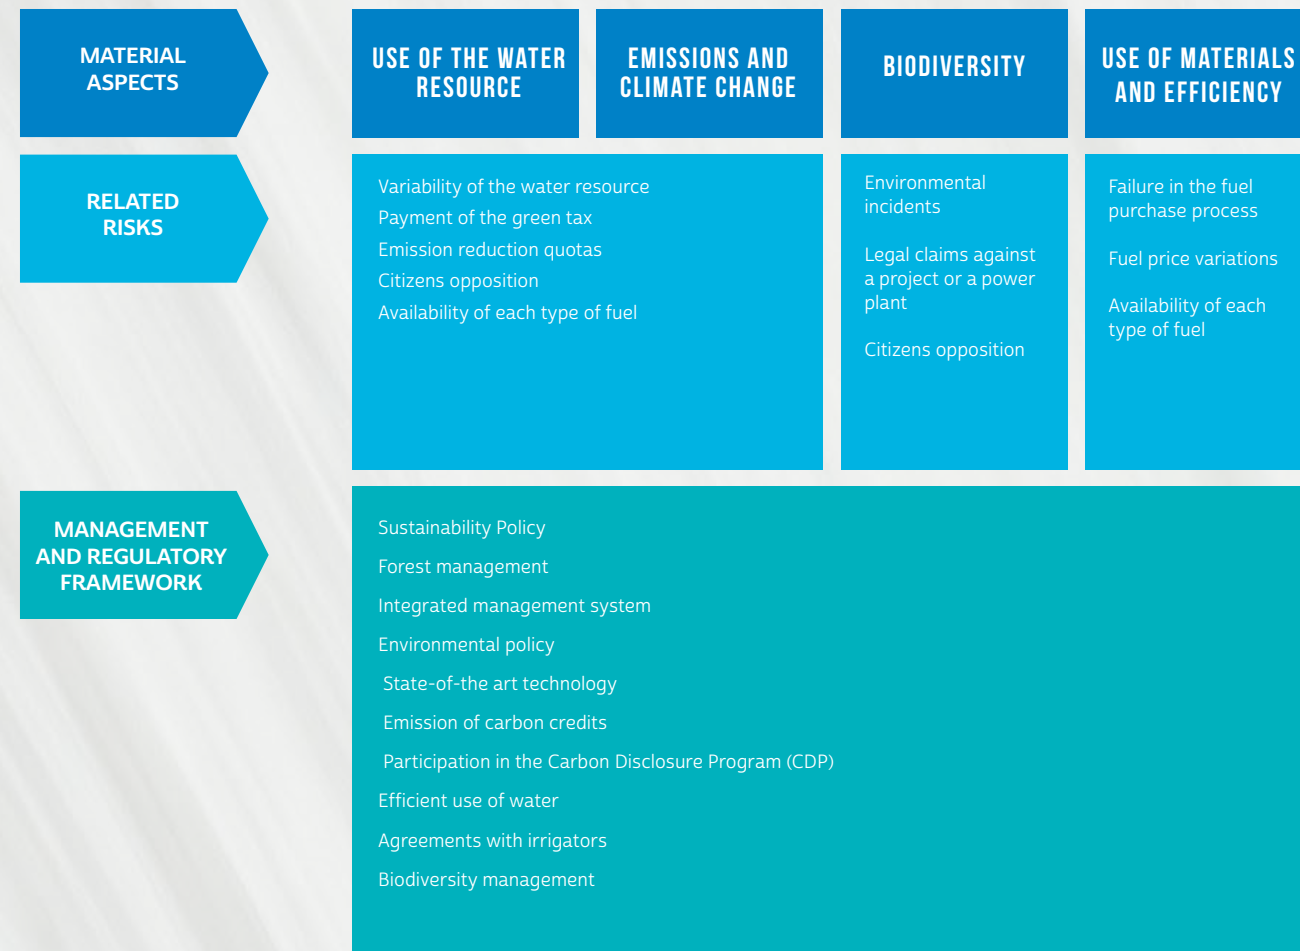 MATERIAL
ASPECTS
USE OF THE WATER
RESOURCE
EMISSIONS AND
CLIMATE CHANGE
BIODIVERSITY
USE OF MATERIALS
AND EFFICIENCY
RELATED
RISKS
Variability of the water resource
Payment of the green tax
Emission reduction quotas
Citizens opposition
Availability of each type of fuel
Environmental
incidents
Legal claims against
a project or a power
plant
Citizens opposition
Failure in the fuel
purchase process
Fuel price variations
Availability of each
type of fuel
MANAGEMENT
AND REGULATORY
FRAMEWORK
Sustainability Policy
Forest management
Integrated management system
Environmental policy
State-of-the art technology
Emission of carbon credits
Participation in the Carbon Disclosure Program (CDP)
Efficient use of water
Agreements with irrigators
Biodiversity management